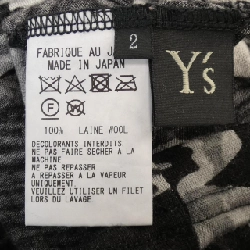 FABRIQUE AU JA
MADE IN JAPAN
2
Y's
100% LAINE WOOL
DECOLORANTS INTERDITS
NE PAS FAIRE SECHER A LA
MACHINE
NE PAS REPASSER
A REPASSER A LA VAPEUR
UNIQUEMENT.
VEUILLEZ UTILISER UN FILET
LORS DU LAVAGE.